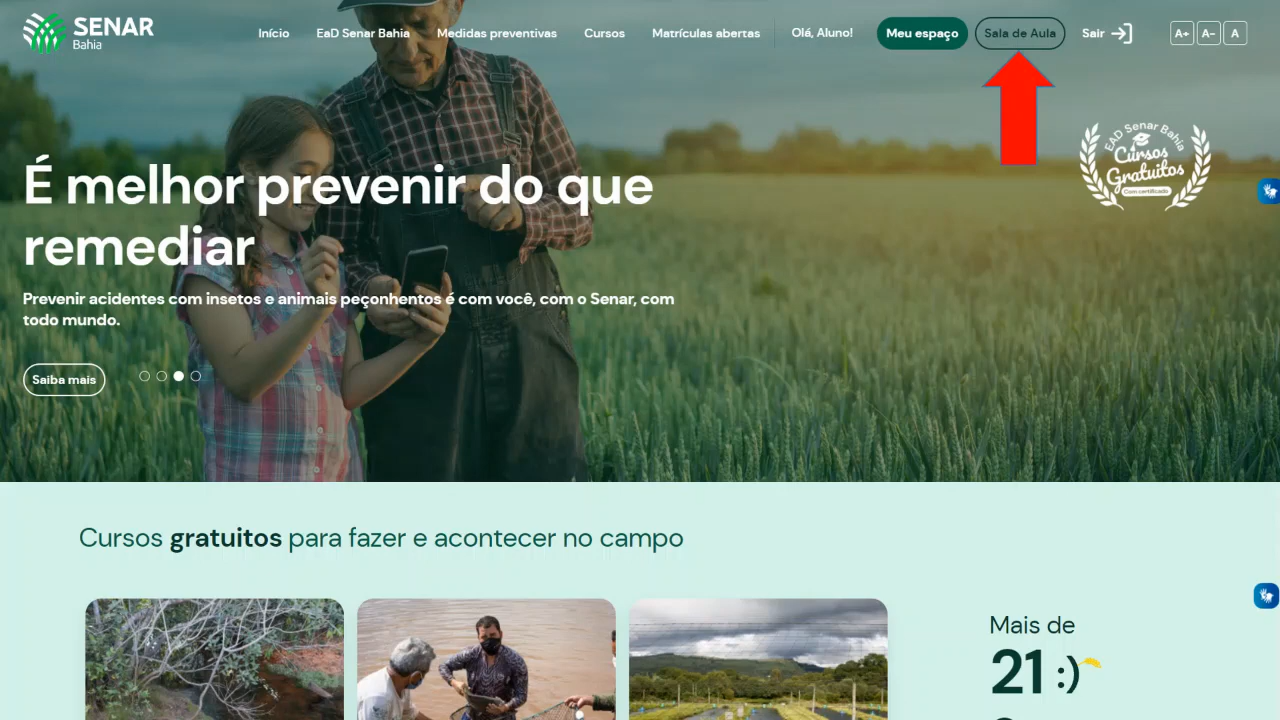 SENAR
Bahia
Início
EaD Senar Bahia
Medidas preventivas
Cursos
Matrículas abertas
Olá, Aluno!
Meu espaço
Sala de Aula
Sair
A+
A-
A
EAD Senar Bahia
Cursos
Gratuitos
Com certificado
É melhor prevenir do que
remediar
Prevenir acidentes com insetos e animais peçonhentos é com você, com o Senar, com
todo mundo.
Saiba mais
Cursos gratuitos para fazer e acontecer no campo
Mais de
21 :)